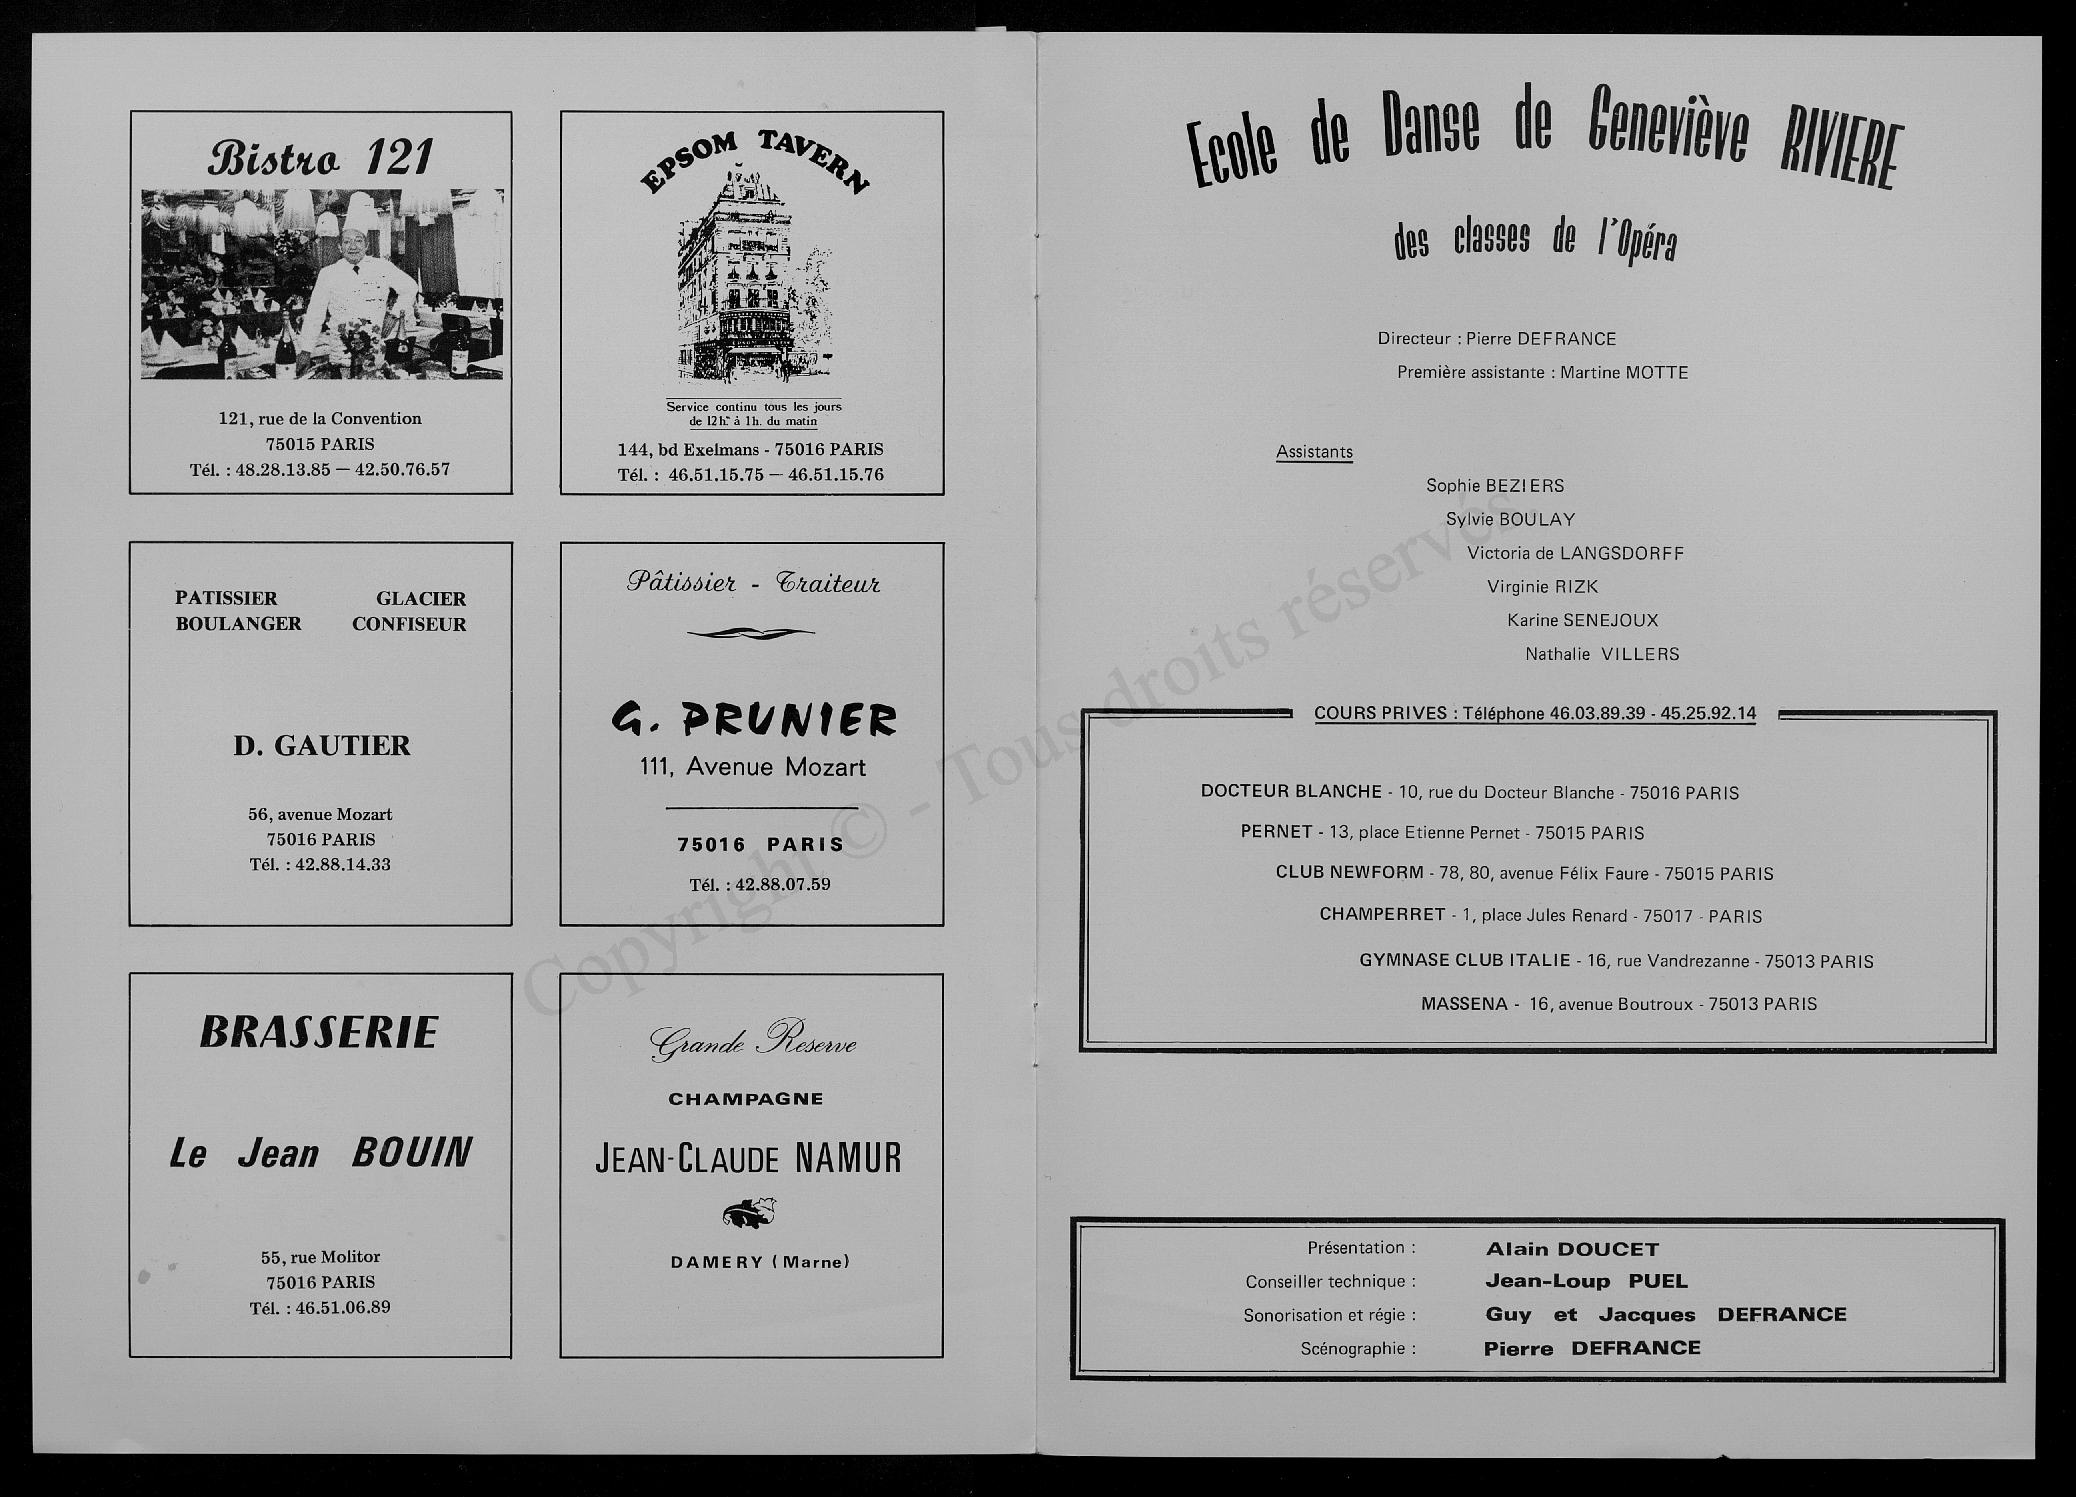 Bistro 121
121, rue de la Convention
75015 PARIS
Tél. : 48.28.13.85 — 42.50.76.57
EPSOM TAVERN
EPSOM TAVERN
Service continu tous les jours
de 12h. à 1h. du matin
144, bd Exelmans - 75016 PARIS
Tél. : 46.51.15.75 — 46.51.15.76
PATISSIER GLACIER
BOULANGER CONFISEUR
D. GAUTIER
56, avenue Mozart
75016 PARIS
Tél. : 42.88.14.33
Pâtissier - Traiteur
G. PRUNIER
111, Avenue Mozart
75016 PARIS
Tél. : 42.88.07.59
BRASSERIE
Le Jean BOUIN
55, rue Molitor
75016 PARIS
Tél. : 46.51.06.89
Grande Reserve
CHAMPAGNE
JEAN-CLAUDE NAMUR
DAMERY (Marne)
Ecole de Danse de Geneviève RIVIERE
des classes de l'Opéra
Directeur : Pierre DEFRANCE
Première assistante : Martine MOTTE
Assistants
Sophie BEZIERS
Sylvie BOULAY
Victoria de LANGSDORFF
Virginie RIZK
Karine SENEJOUX
Nathalie VILLERS
COURS PRIVES : Téléphone 46.03.89.39 - 45.25.92.14
DOCTEUR BLANCHE - 10, rue du Docteur Blanche - 75016 PARIS
PERNET - 13, place Etienne Pernet - 75015 PARIS
CLUB NEWFORM - 78, 80, avenue Félix Faure - 75015 PARIS
CHAMPERRET - 1, place Jules Renard - 75017 - PARIS
GYMNASE CLUB ITALIE - 16, rue Vandrezanne - 75013 PARIS
MASSENA - 16, avenue Boutroux - 75013 PARIS
Présentation : Alain DOUCET
Conseiller technique : Jean-Loup PUEL
Sonorisation et régie : Guy et Jacques DEFRANCE
Scénographie : Pierre DEFRANCE
Copyright © - Tous droits réservés.